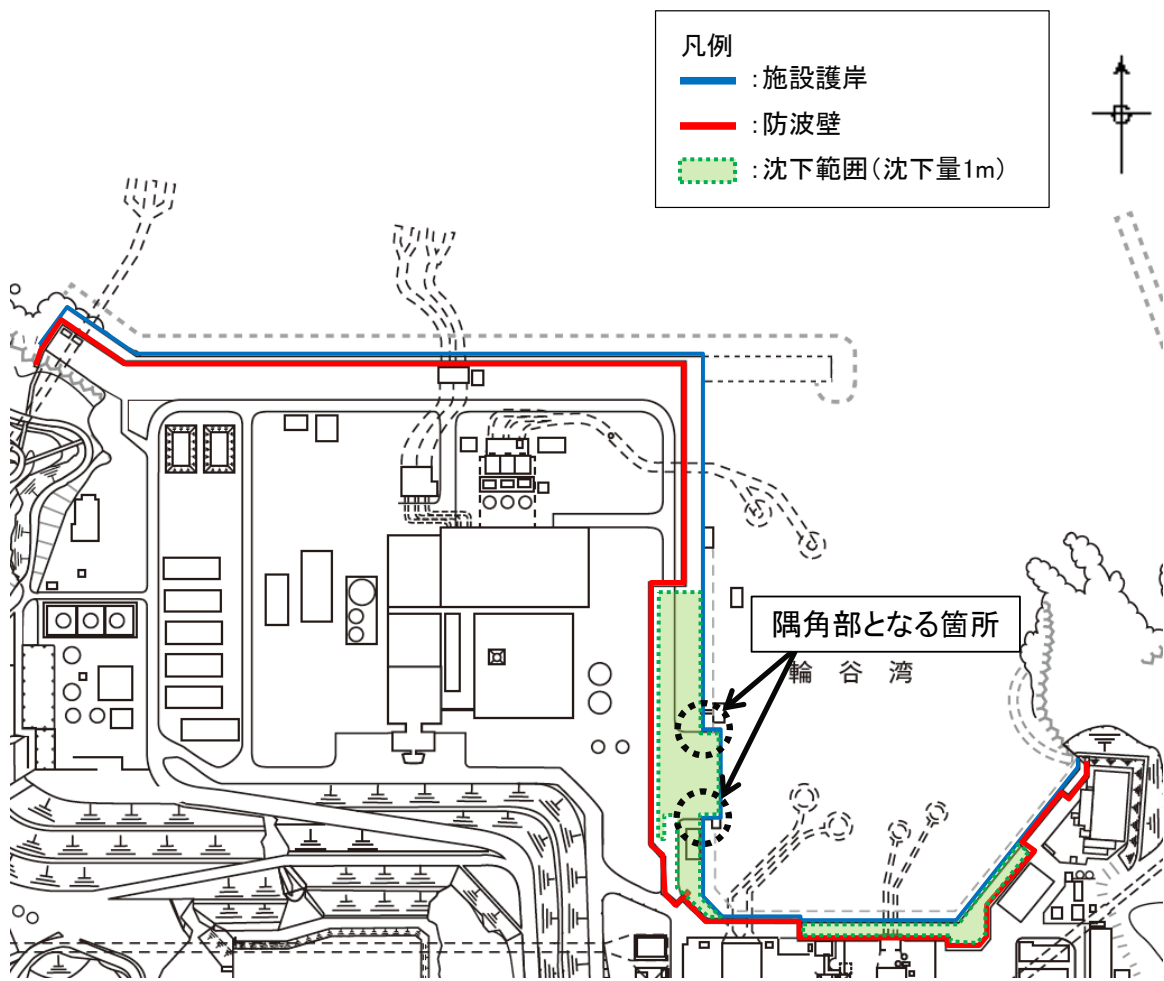 凡例
:施設護岸
:防波壁
:沈下範囲(沈下量1m)
隅角部となる箇所
輪谷湾